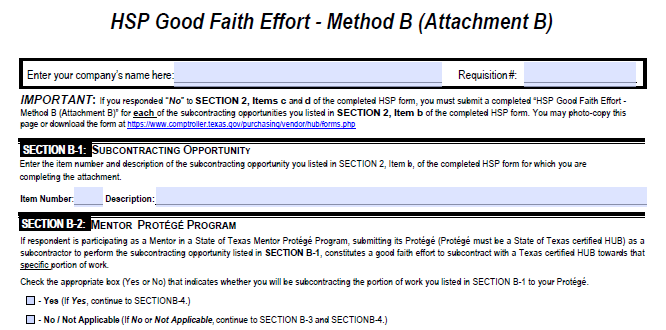 HSP Good Faith Effort - Method B (Attachment B)
Enter your company's name here: Requisition #:
IMPORTANT: If you responded "No" to SECTION 2, Items c and d of the completed HSP form, you must submit a completed "HSP Good Faith Effort -
Method B (Attachment B)" for each of the subcontracting opportunities you listed in SECTION 2, Item b of the completed HSP form. You may photo-copy this
page or download the form at https://www.comptroller.texas.gov/purchasing/vendor/hub/forms.php
SECTION B-1: SUBCONTRACTING OPPORTUNITY
Enter the item number and description of the subcontracting opportunity you listed in SECTION 2, Item b, of the completed HSP form for which you are
completing the attachment.
Item Number: Description:
SECTION B-2: MENTOR PROTÉGÉ PROGRAM
If respondent is participating as a Mentor in a State of Texas Mentor Protégé Program, submitting its Protégé (Protégé must be a State of Texas certified HUB) as a
subcontractor to perform the subcontracting opportunity listed in SECTION B-1, constitutes a good faith effort to subcontract with a Texas certified HUB towards that
specific portion of work.
Check the appropriate box (Yes or No) that indicates whether you will be subcontracting the portion of work you listed in SECTION B-1 to your Protégé.
- Yes (If Yes, continue to SECTIONB-4.)
- No / Not Applicable (If No or Not Applicable, continue to SECTION B-3 and SECTION B-4.)